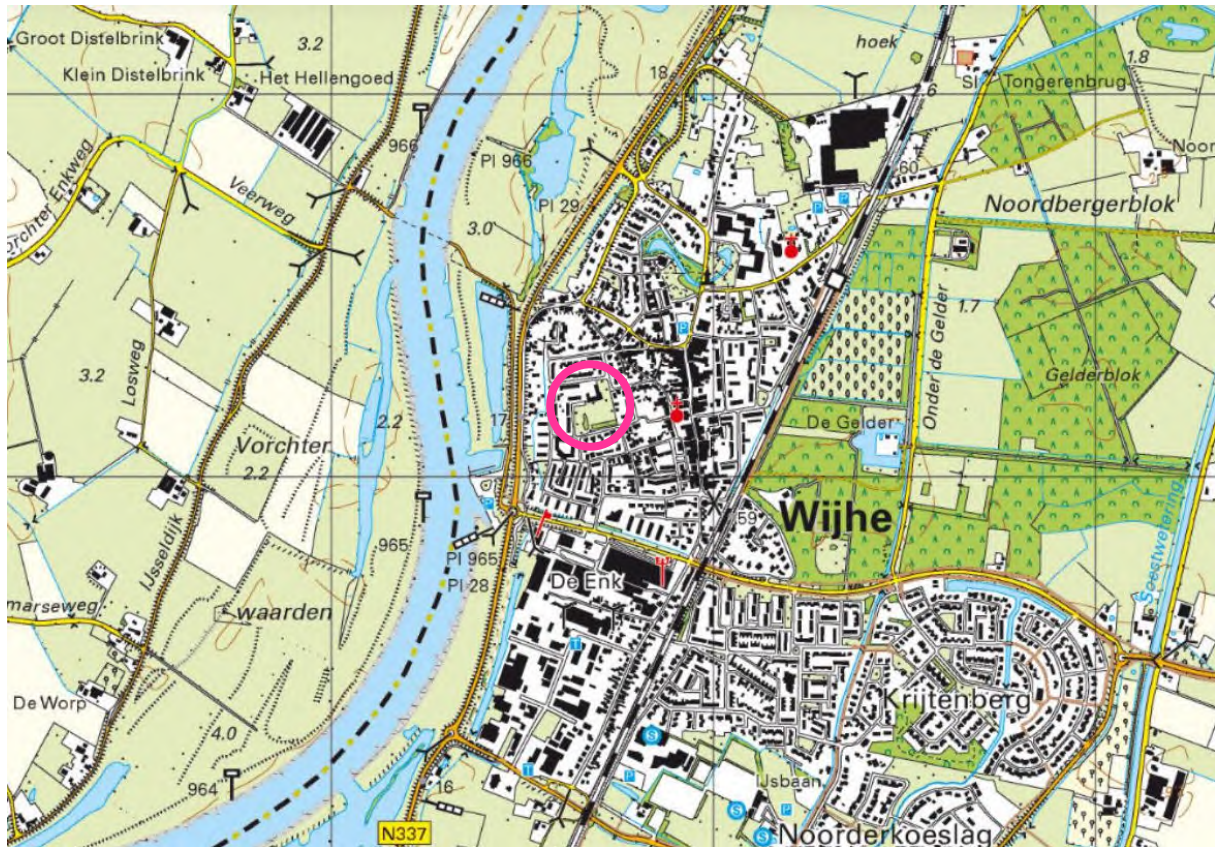 Groot Distelbrink
3.2
hoek
1.8
Klein Distelbrink
Het Hellengoed
18
6
Sl
Tongerenbrug
966
Pl 966
60
Noor
Veerweg
Pl 29
P
P
orchter Enkweg
Noordbergerblok
3.0
1.7
Onder de Gelder
P
Losweg
3.2
Gelderblok
2.2
17
De Gelder
Vorchter
2.2
P
59
Wijhe
965
Pl 965
IJsseldijk
Pl 28
De Enk
Soestwetering
marseweg
waarden
T
De Worp
Krijtenberg
4.0
S
964
T
P
IJsbaan
16
S
P
N337
S
Noorderkoeslag